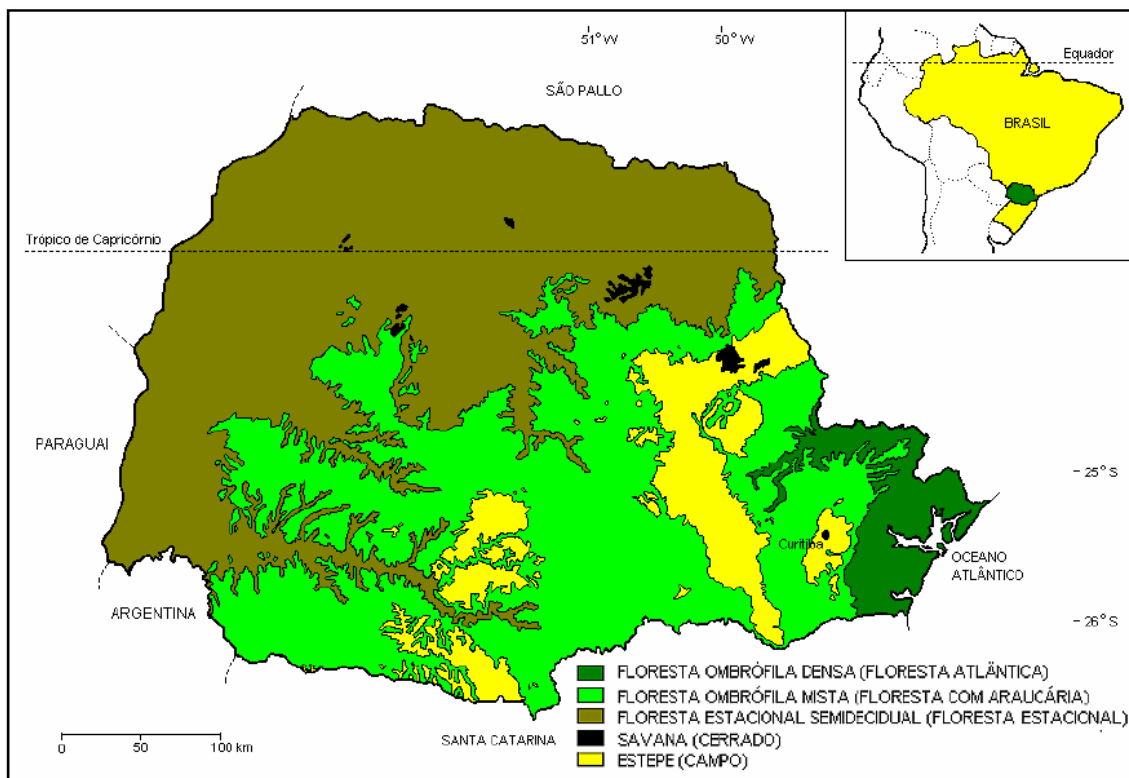 51° W
50° W
SÃO PAULLO
Equador
BRASIL
Trópico de Capricórnio
PARAGUAI
- 25° S
Curitiba
OCEANO
ATLÂNTICO
ARGENTINA
- 26° S
FLORESTA OMBRÓFILA DENSA (FLORESTA ATLÂNTICA)
FLORESTA OMBRÓFILA MISTA (FLORESTA COM ARAUCÁRIA)
FLORESTA ESTACIONAL SEMIDECIDUAL (FLORESTA ESTACIONAL)
SAVANA (CERRADO)
ESTEPE (CAMPO)
0 50 100 km
SANTA CATARINA